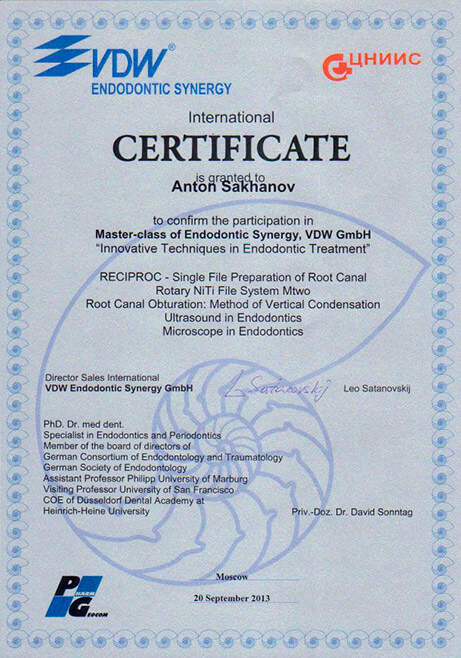 VDW®
ENDODONTIC SYNERGY
ЦНИИС
International
CERTIFICATE
is granted to
Anton Sakhanov
to confirm the participation in
Master-class of Endodontic Synergy, VDW GmbH
“Innovative Techniques in Endodontic Treatment”
RECIPROC - Single File Preparation of Root Canal
Rotary NiTi File System Mtwo
Root Canal Obturation: Method of Vertical Condensation
Ultrasound in Endodontics
Microscope in Endodontics
Director Sales International
VDW Endodontic Synergy GmbH
L Satanovskij
Leo Satanovskij
PhD. Dr. med dent.
Specialist in Endodontics and Periodontics
Member of the board of directors of
German Consortium of Endodontology and Traumatology
German Society of Endodontology
Assistant Professor Philipp University of Marburg
Visiting Professor University of San Francisco
COE of Düsseldorf Dental Academy at
Heinrich-Heine University
Priv.-Doz. Dr. David Sonntag
Moscow
20 September 2013
PHARM
GEOCOM